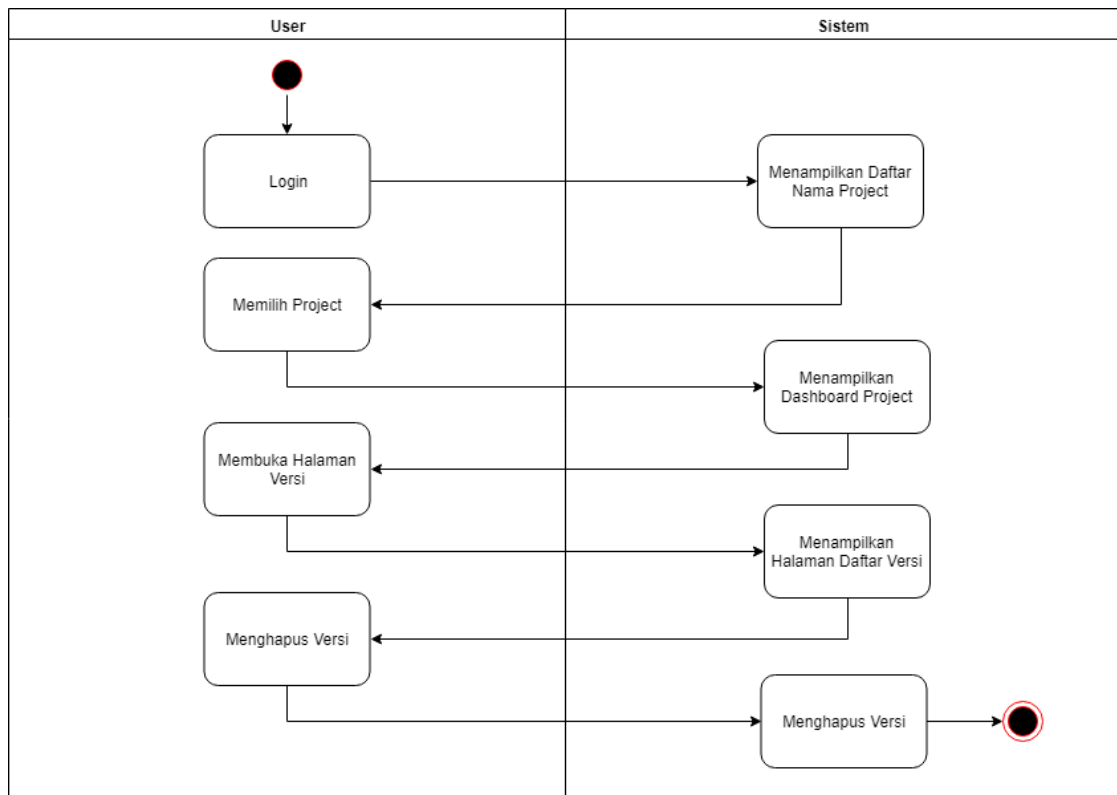 User
Sistem
Login
Menampilkan Daftar
Nama Project
Memilih Project
Menampilkan
Dashboard Project
Membuka Halaman
Versi
Menampilkan
Halaman Daftar Versi
Menghapus Versi
Menghapus Versi